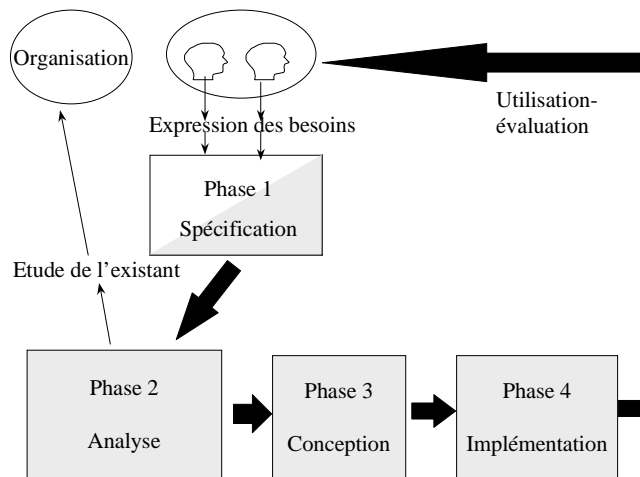 Organisation
Utilisation-
évaluation
Expression des besoins
Phase 1
Spécification
Etude de l’existant
Phase 2
Analyse
Phase 3
Conception
Phase 4
Implémentation